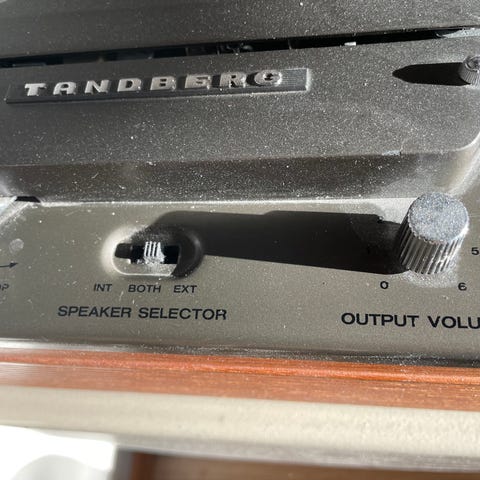 TANDBERG
5
INT BOTH EXT
0 6
SPEAKER SELECTOR
OUTPUT VOLU